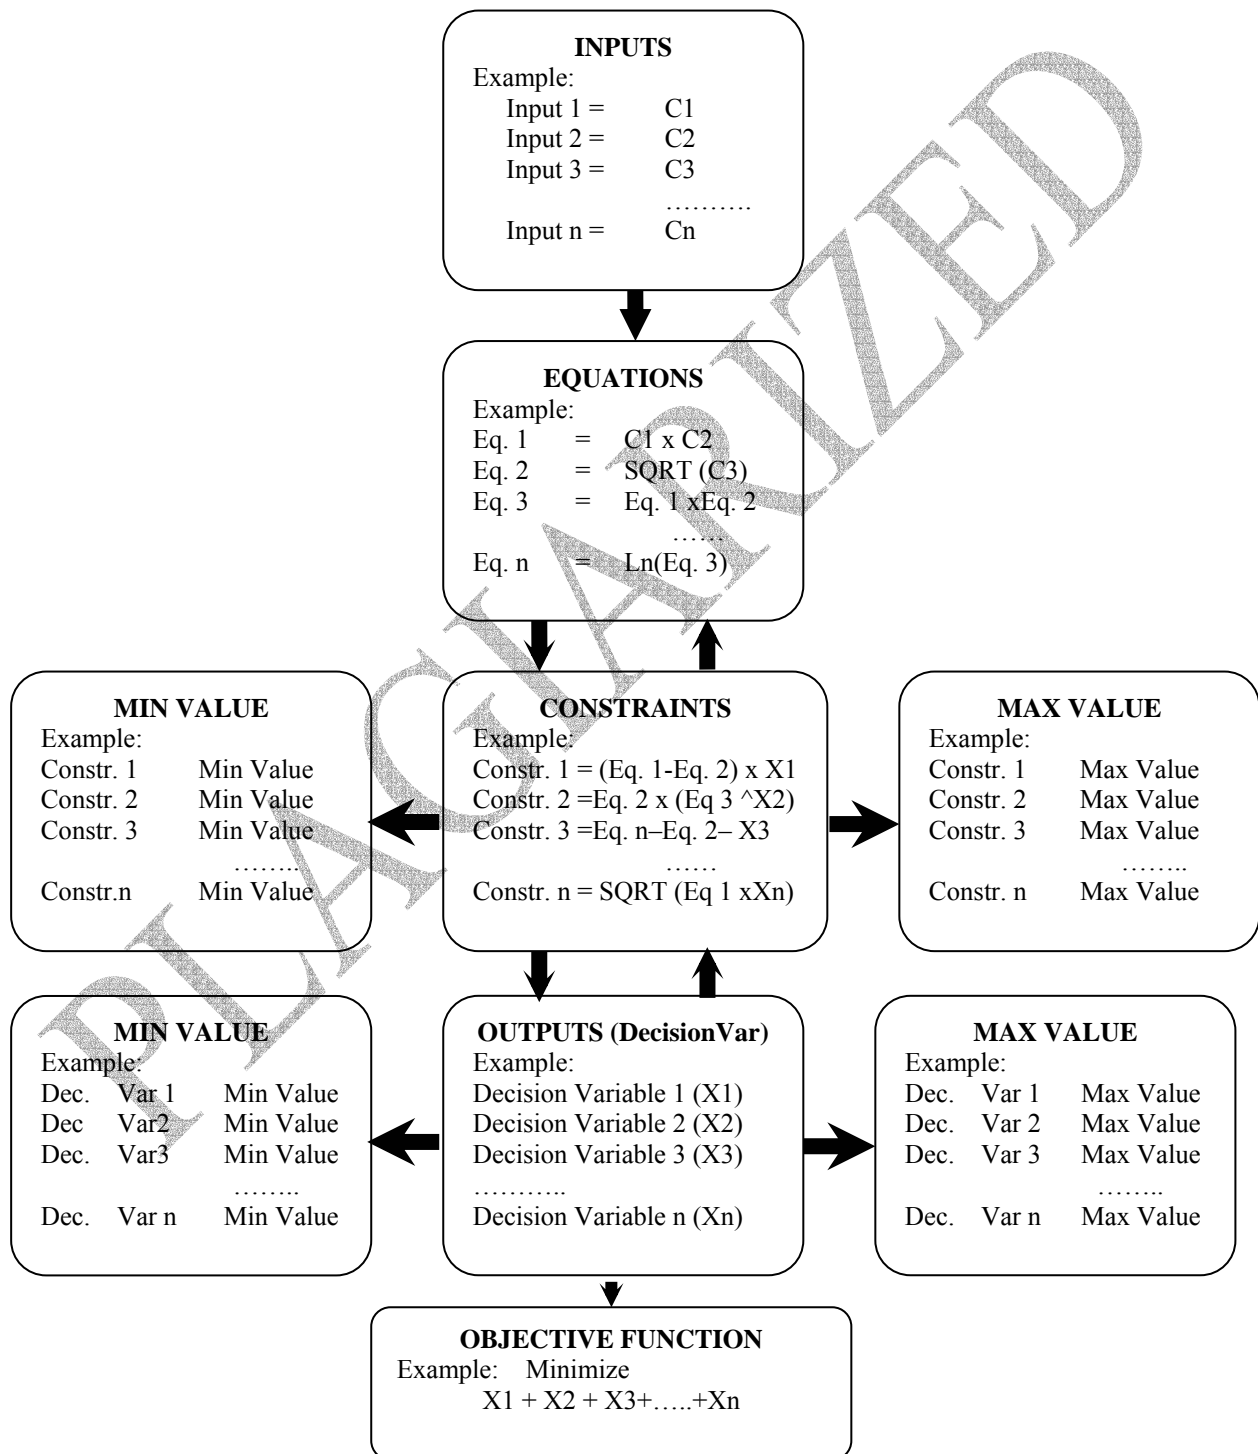 INPUTS
Example:
Input 1 = C1
Input 2 = C2
Input 3 = C3
……….
Input n = Cn
EQUATIONS
Example:
Eq. 1 = C1 x C2
Eq. 2 = SQRT (C3)
Eq. 3 = Eq. 1 xEq. 2
……
Eq. n = Ln(Eq. 3)
MIN VALUE
Example:
Constr. 1 Min Value
Constr. 2 Min Value
Constr. 3 Min Value
……..
Constr.n Min Value
CONSTRAINTS
Example:
Constr. 1 = (Eq. 1-Eq. 2) x X1
Constr. 2 =Eq. 2 x (Eq 3 ^X2)
Constr. 3 =Eq. n–Eq. 2– X3
……
Constr. n = SQRT (Eq 1 xXn)
MAX VALUE
Example:
Constr. 1 Max Value
Constr. 2 Max Value
Constr. 3 Max Value
……..
Constr. n Max Value
MIN VALUE
Example:
Dec. Var 1 Min Value
Dec Var2 Min Value
Dec. Var3 Min Value
……..
Dec. Var n Min Value
OUTPUTS (DecisionVar)
Example:
Decision Variable 1 (X1)
Decision Variable 2 (X2)
Decision Variable 3 (X3)
………..
Decision Variable n (Xn)
MAX VALUE
Example:
Dec. Var 1 Max Value
Dec. Var 2 Max Value
Dec. Var 3 Max Value
……..
Dec. Var n Max Value
OBJECTIVE FUNCTION
Example: Minimize
X1 + X2 + X3+…..+Xn
PLAGIARIZED